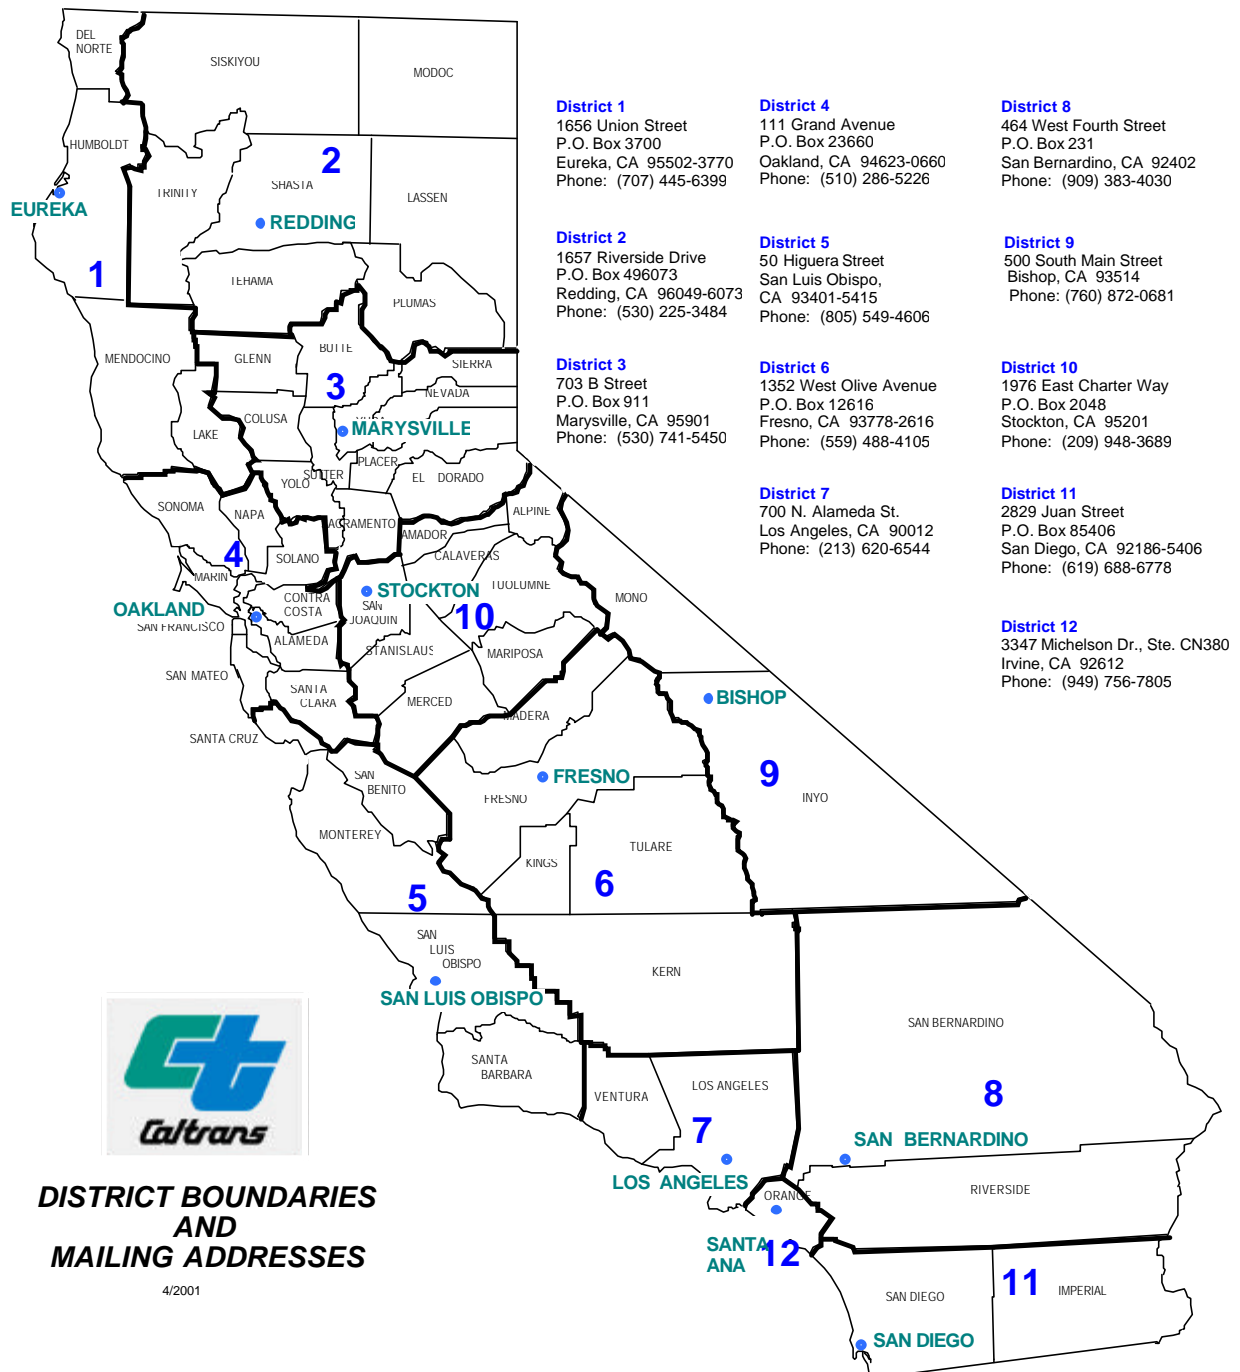 DEL
NORTE
SISKIYOU
MODOC
HUMBOLDT
TRINITY
2
SHASTA
LASSEN
EUREKA
REDDING
1
TEHAMA
PLUMAS
MENDOCINO
GLENN
BUTTE
SIERRA
3
NEVADA
COLUSA
LAKE
MARYSVILLE
PLACER
SUTTER
YOLO
EL DORADO
SONOMA
NAPA
ALPINE
AMADOR
4
SOLANO
CALAVERAS
MARIN
STOCKTON
TUOLUMNE
CONTRA
COSTA
OAKLAND
SAN
JOAQUIN
10
MONO
SAN FRANCISCO
ALAMEDA
STANISLAUS
MARIPOSA
SAN MATEO
SANTA
CLARA
MERCED
BISHOP
MADERA
SANTA CRUZ
SAN
BENITO
FRESNO
9
FRESNO
INYO
MONTEREY
KINGS
TULARE
5
6
SAN
LUIS
OBISPO
KERN
SAN LUIS OBISPO
SAN BERNARDINO
SANTA
BARBARA
VENTURA
LOS ANGELES
8
7
SAN BERNARDINO
LOS ANGELES
ORANGE
RIVERSIDE
SANTA
ANA
12
11
SAN DIEGO
IMPERIAL
SAN DIEGO
District 1
1656 Union Street
P.O. Box 3700
Eureka, CA 95502-3770
Phone: (707) 445-6399
District 2
1657 Riverside Drive
P.O. Box 496073
Redding, CA 96049-6073
Phone: (530) 225-3484
District 3
703 B Street
P.O. Box 911
Marysville, CA 95901
Phone: (530) 741-5450
District 4
111 Grand Avenue
P.O. Box 23660
Oakland, CA 94623-0660
Phone: (510) 286-5226
District 5
50 Higuera Street
San Luis Obispo,
CA 93401-5415
Phone: (805) 549-4606
District 6
1352 West Olive Avenue
P.O. Box 12616
Fresno, CA 93778-2616
Phone: (559) 488-4105
District 7
700 N. Alameda St.
Los Angeles, CA 90012
Phone: (213) 620-6544
District 8
464 West Fourth Street
P.O. Box 231
San Bernardino, CA 92402
Phone: (909) 383-4030
District 9
500 South Main Street
Bishop, CA 93514
Phone: (760) 872-0681
District 10
1976 East Charter Way
P.O. Box 2048
Stockton, CA 95201
Phone: (209) 948-3689
District 11
2829 Juan Street
P.O. Box 85406
San Diego, CA 92186-5406
Phone: (619) 688-6778
District 12
3347 Michelson Dr., Ste. CN380
Irvine, CA 92612
Phone: (949) 756-7805
Caltrans
DISTRICT BOUNDARIES
AND
MAILING ADDRESSES
4/2001